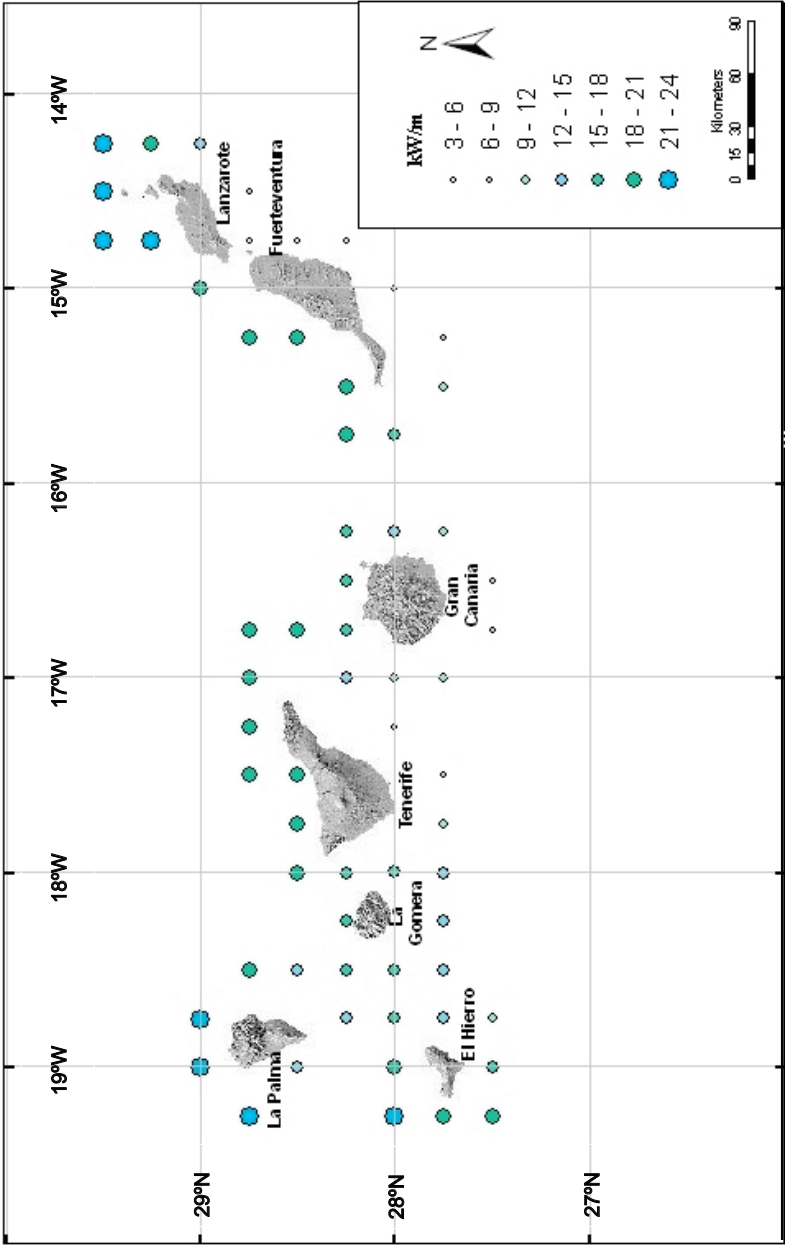 19ºW
18ºW
17ºW
16ºW
15ºW
14ºW
29ºN
28ºN
27ºN
La Palma
El Hierro
La
Gomera
Tenerife
Gran
Canaria
Fuerteventura
Lanzarote
kW/m
3 - 6
6 - 9
9 - 12
12 - 15
15 - 18
18 - 21
21 - 24
N
Kilometers
0 15 30 60 90